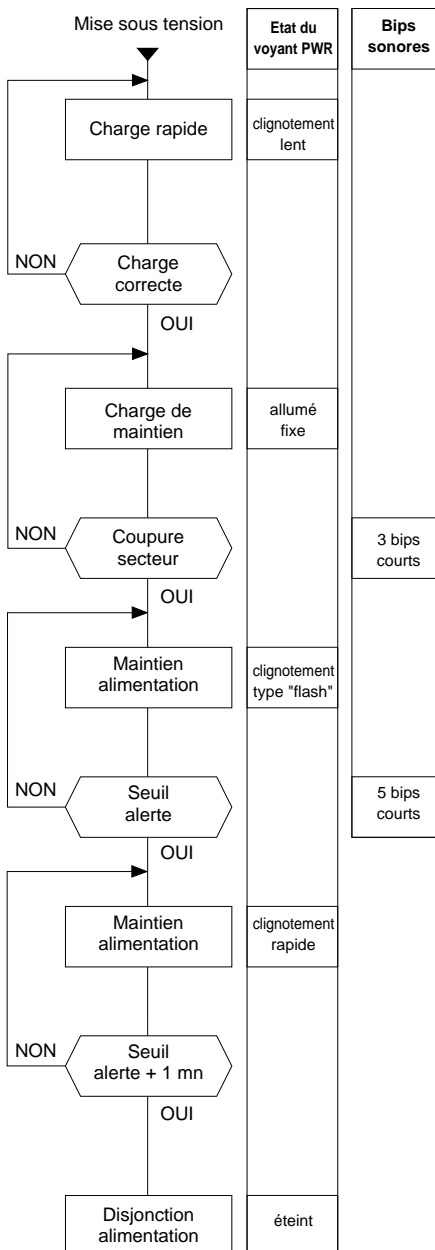 Mise sous tension
Etat du
voyant PWR
Bips
sonores
Charge rapide
clignotement
lent
NON
Charge
correcte
OUI
Charge de
maintien
allumé
fixe
NON
Coupure
secteur
3 bips
courts
OUI
Maintien
alimentation
clignotement
type "flash"
NON
Seuil
alerte
5 bips
courts
OUI
Maintien
alimentation
clignotement
rapide
NON
Seuil
alerte + 1 mn
OUI
Disjonction
alimentation
éteint